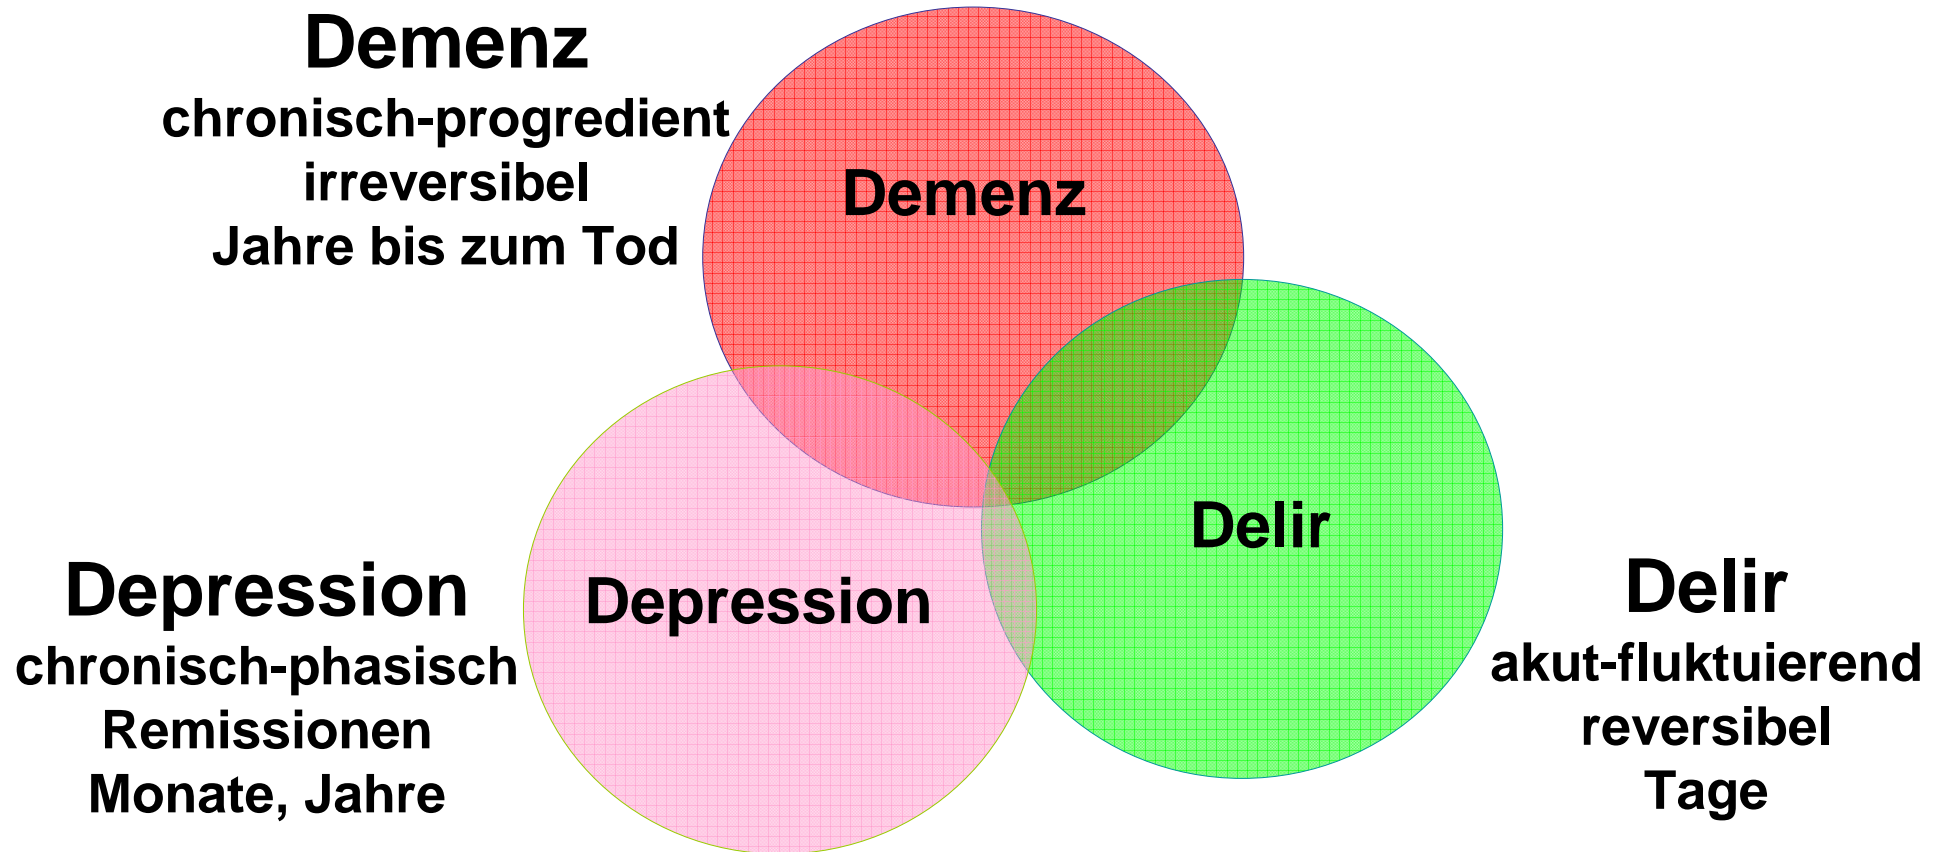 Demenz
chronisch-progredient
irreversibel
Jahre bis zum Tod
Demenz
Delir
Depression
Depression
chronisch-phasisch
Remissionen
Monate, Jahre
Delir
akut-fluktuierend
reversibel
Tage